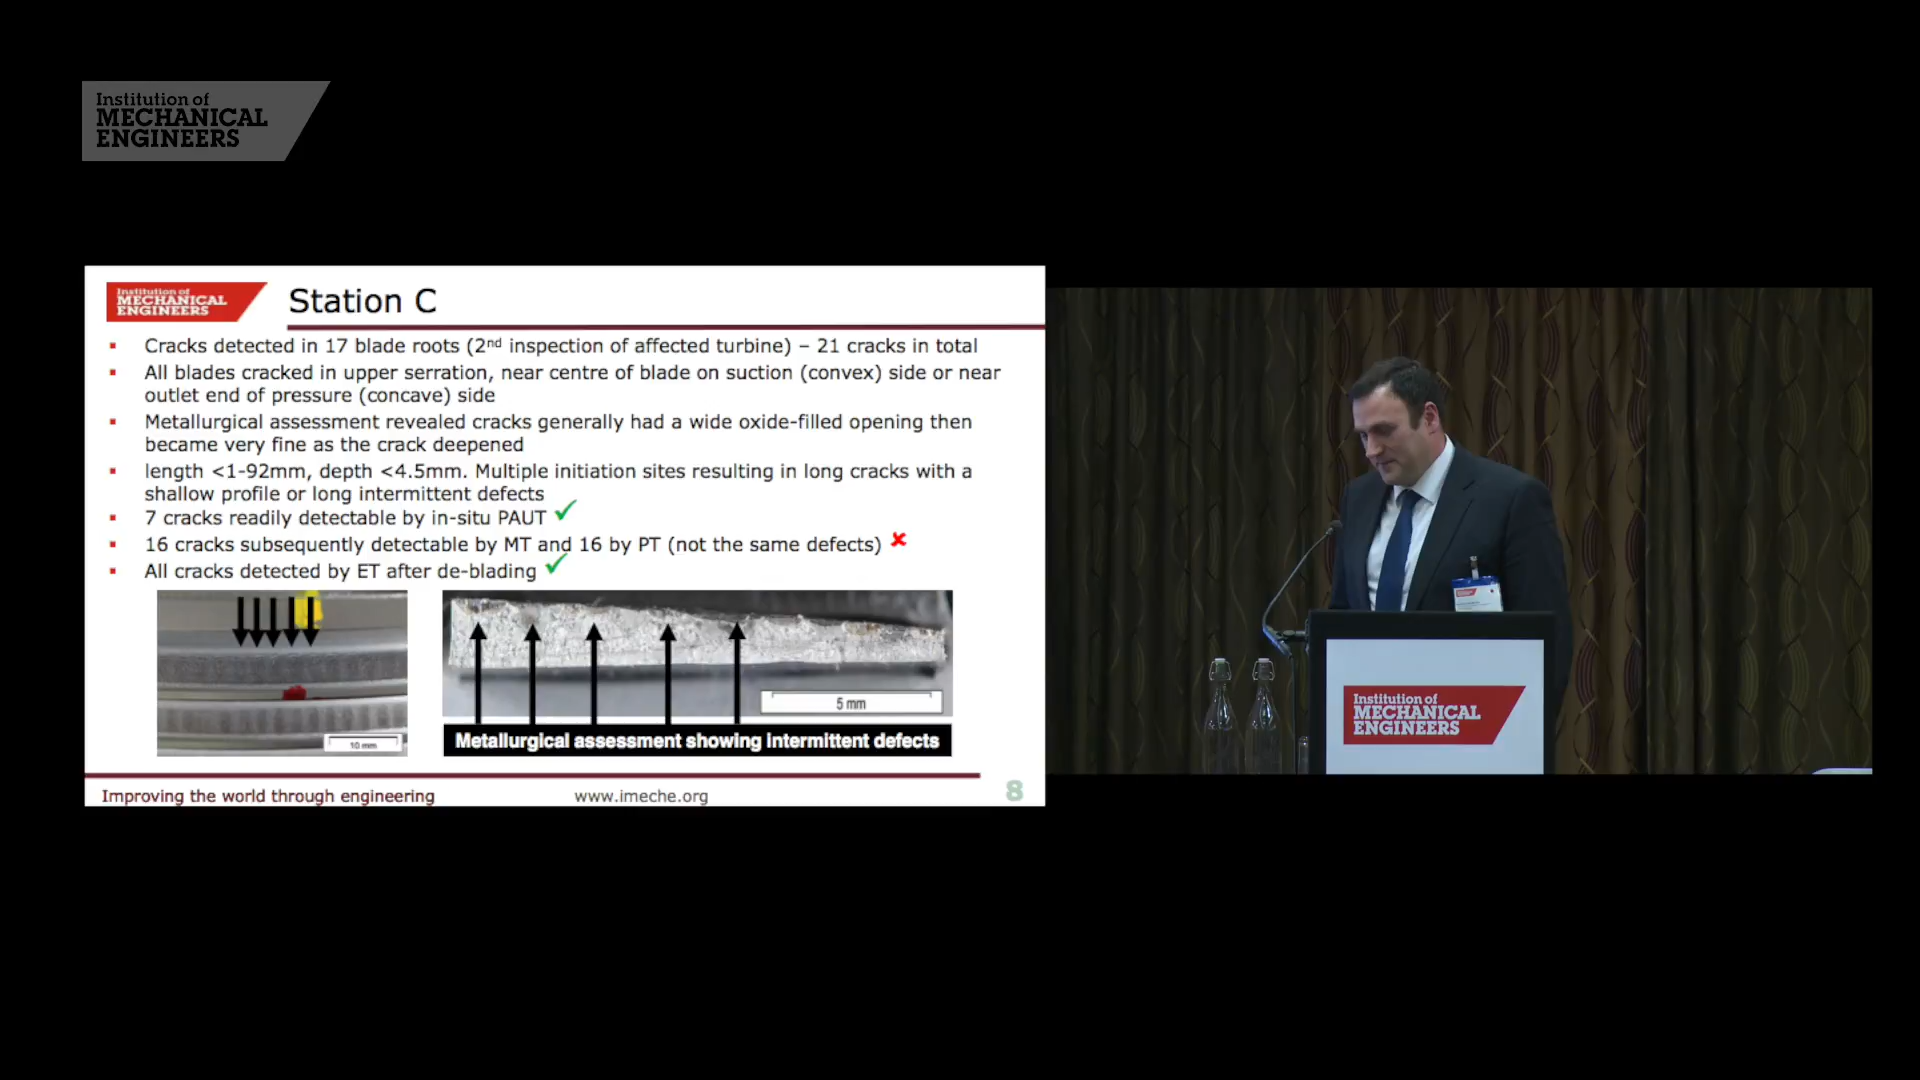 Institution of
MECHANICAL
ENGINEERS
Institution of
MECHANICAL
ENGINEERS
Station C
Cracks detected in 17 blade roots (2nd inspection of affected turbine) – 21 cracks in total
All blades cracked in upper serration, near centre of blade on suction (convex) side or near
outlet end of pressure (concave) side
Metallurgical assessment revealed cracks generally had a wide oxide-filled opening then
became very fine as the crack deepened
length <1-92mm, depth <4.5mm. Multiple initiation sites resulting in long cracks with a
shallow profile or long intermittent defects
7 cracks readily detectable by in-situ PAUT ✓
16 cracks subsequently detectable by MT and 16 by PT (not the same defects) ✘
All cracks detected by ET after de-blading ✓
10 mm
5 mm
Metallurgical assessment showing intermittent defects
Improving the world through engineering
www.imeche.org
8
Institution of
MECHANICAL
ENGINEERS